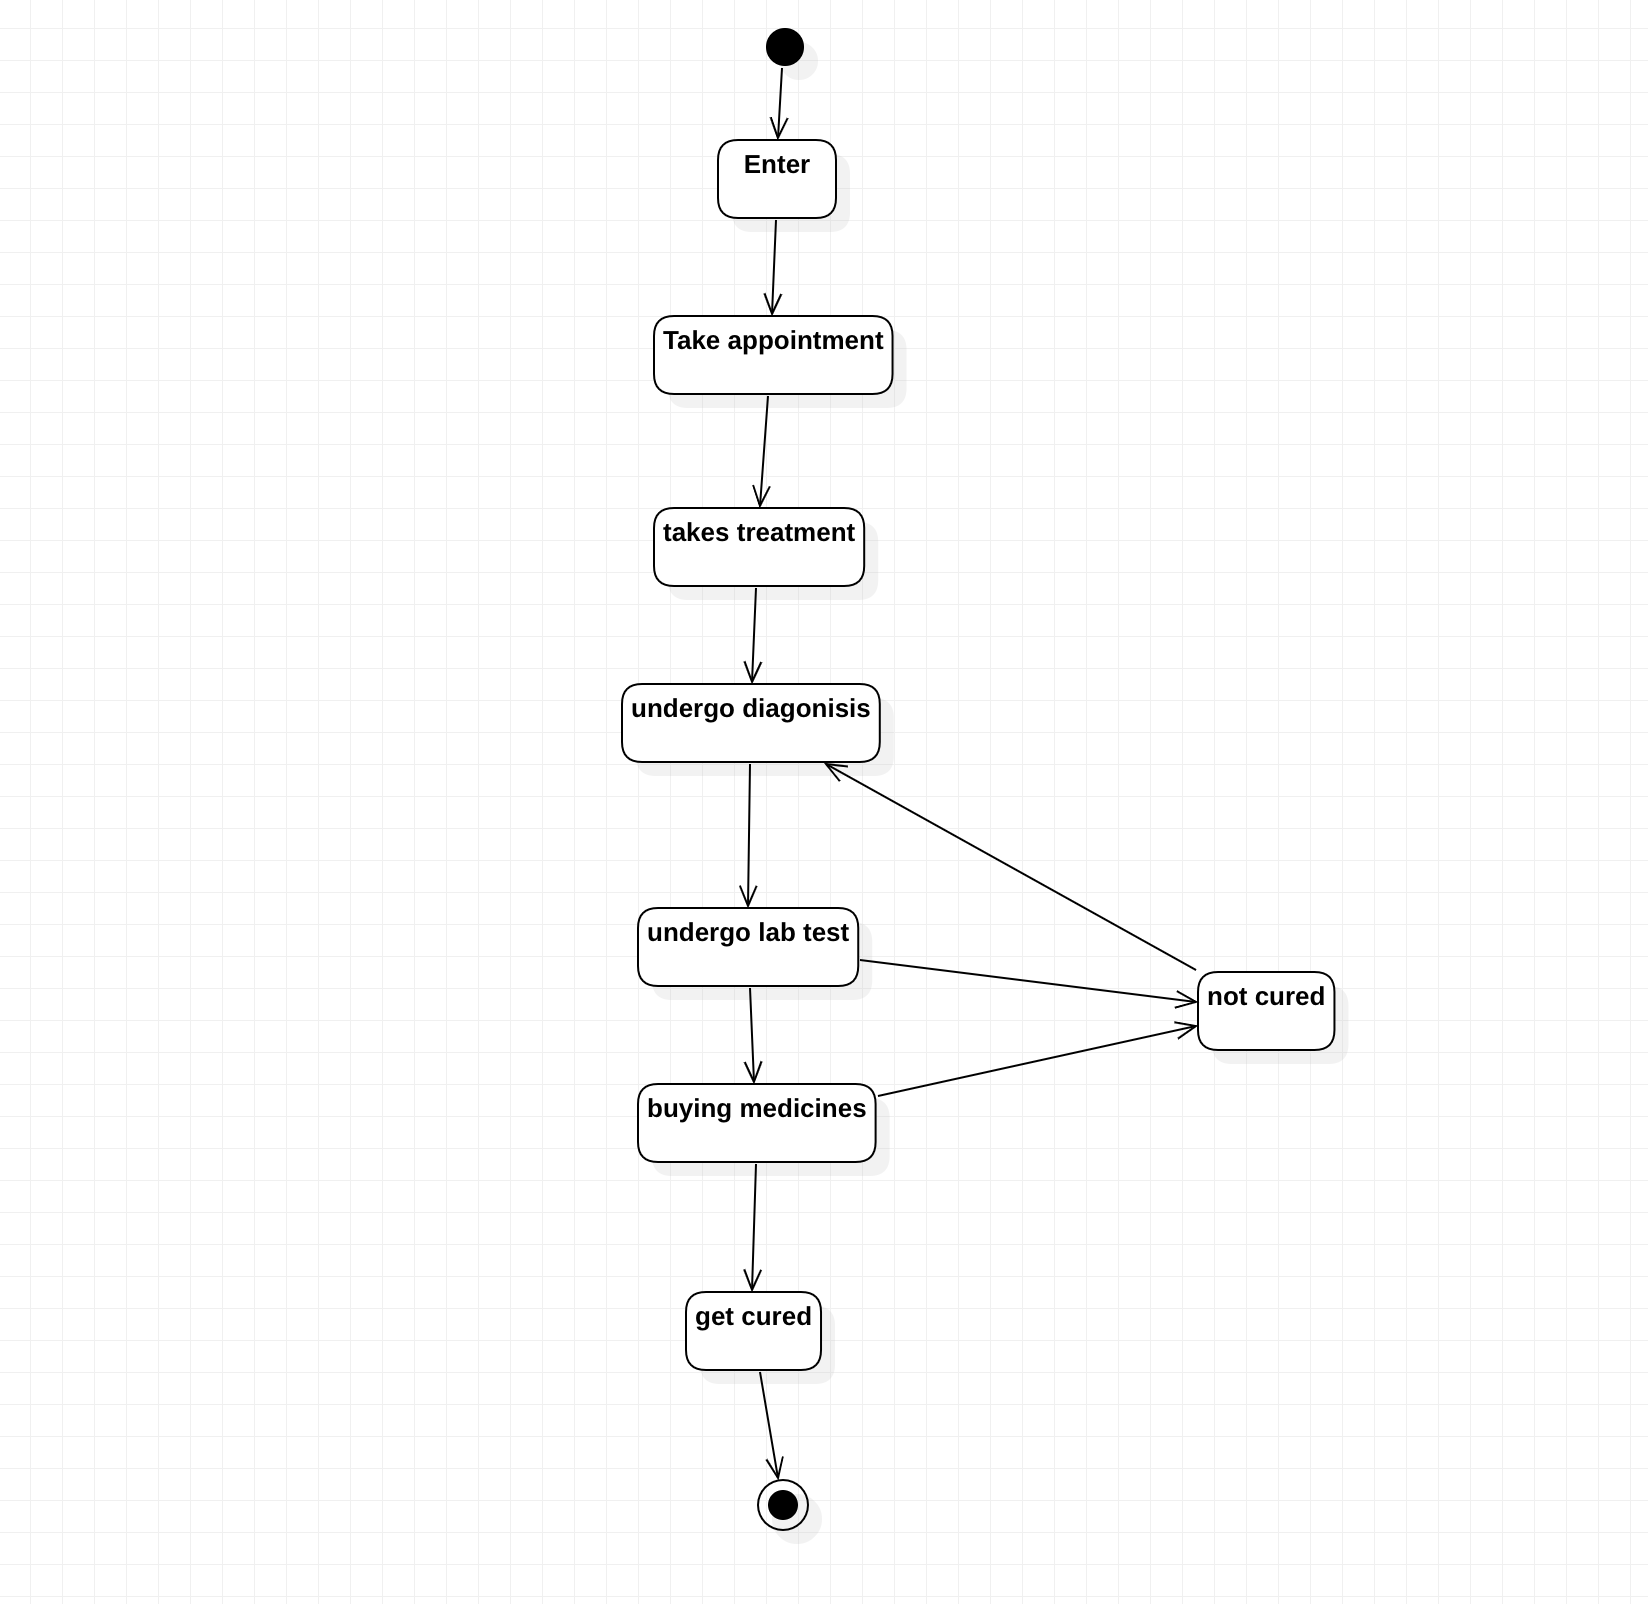 Enter
Take appointment
takes treatment
undergo diagonisis
undergo lab test
not cured
buying medicines
get cured